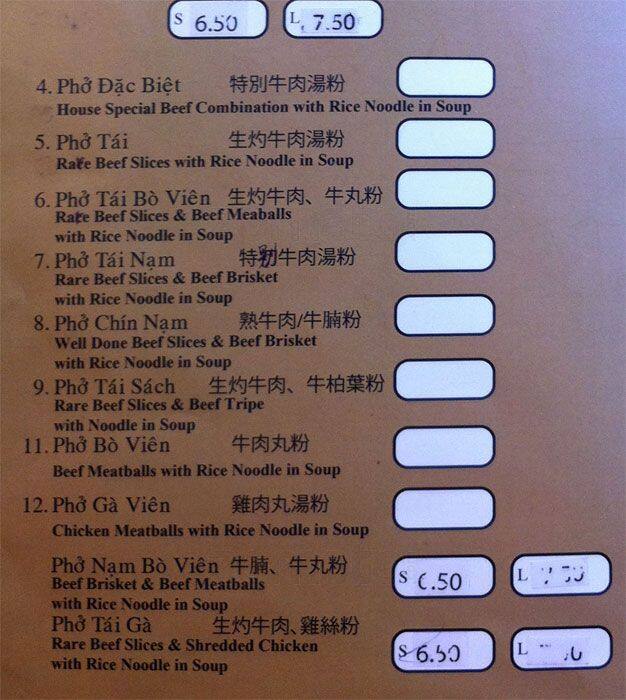 S 6.50 L 7.50
4. Phở Đặc Biệt 特別牛肉湯粉
House Special Beef Combination with Rice Noodle in Soup
5. Phở Tái 生灼牛肉湯粉
Rare Beef Slices with Rice Noodle in Soup
6. Phở Tái Bò Viên 生灼牛肉、牛丸粉
Rare Beef Slices & Beef Meaballs
with Rice Noodle in Soup
7. Phở Tái Nạm 特別牛肉湯粉
Rare Beef Slices & Beef Brisket
with Rice Noodle in Soup
8. Phở Chín Nạm 熟牛肉/牛腩粉
Well Done Beef Slices & Beef Brisket
with Rice Noodle in Soup
9. Phở Tái Sách 生灼牛肉、牛柏葉粉
Rare Beef Slices & Beef Tripe
with Noodle in Soup
11. Phở Bò Viên 牛肉丸粉
Beef Meatballs with Rice Noodle in Soup
12. Phở Gà Viên 雞肉丸湯粉
Chicken Meatballs with Rice Noodle in Soup
Phở Nạm Bò Viên 牛腩、牛丸粉
Beef Brisket & Beef Meatballs S 6.50 L
with Rice Noodle in Soup
Phở Tái Gà 生灼牛肉、雞絲粉
Rare Beef Slices & Shredded Chicken S 6.50 L
with Rice Noodle in Soup